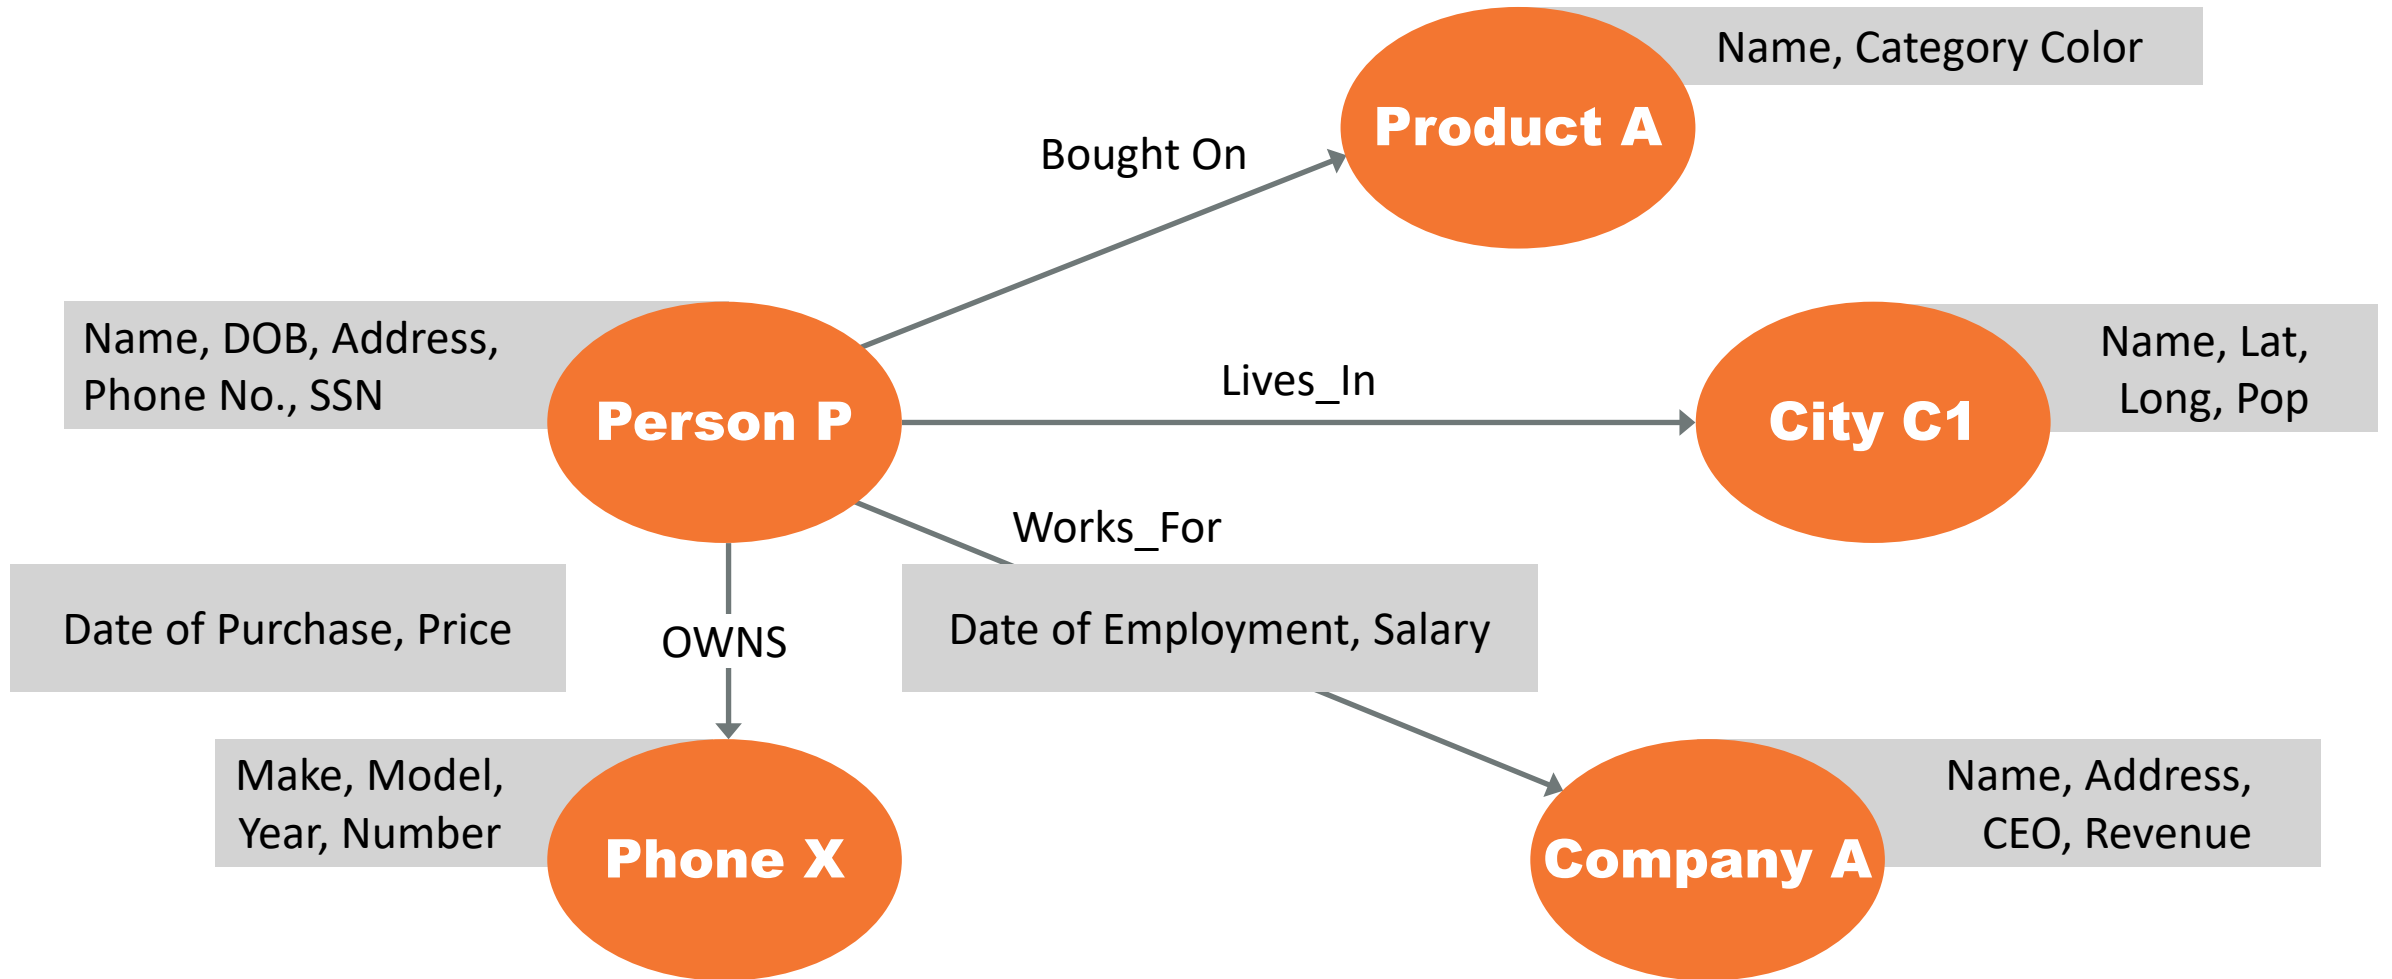 Name, Category Color
Product A
Bought On
Name, DOB, Address,
Phone No., SSN
Person P
Lives_In
City C1
Name, Lat,
Long, Pop
Works_For
Date of Purchase, Price
OWNS
Date of Employment, Salary
Make, Model,
Year, Number
Phone X
Company A
Name, Address,
CEO, Revenue